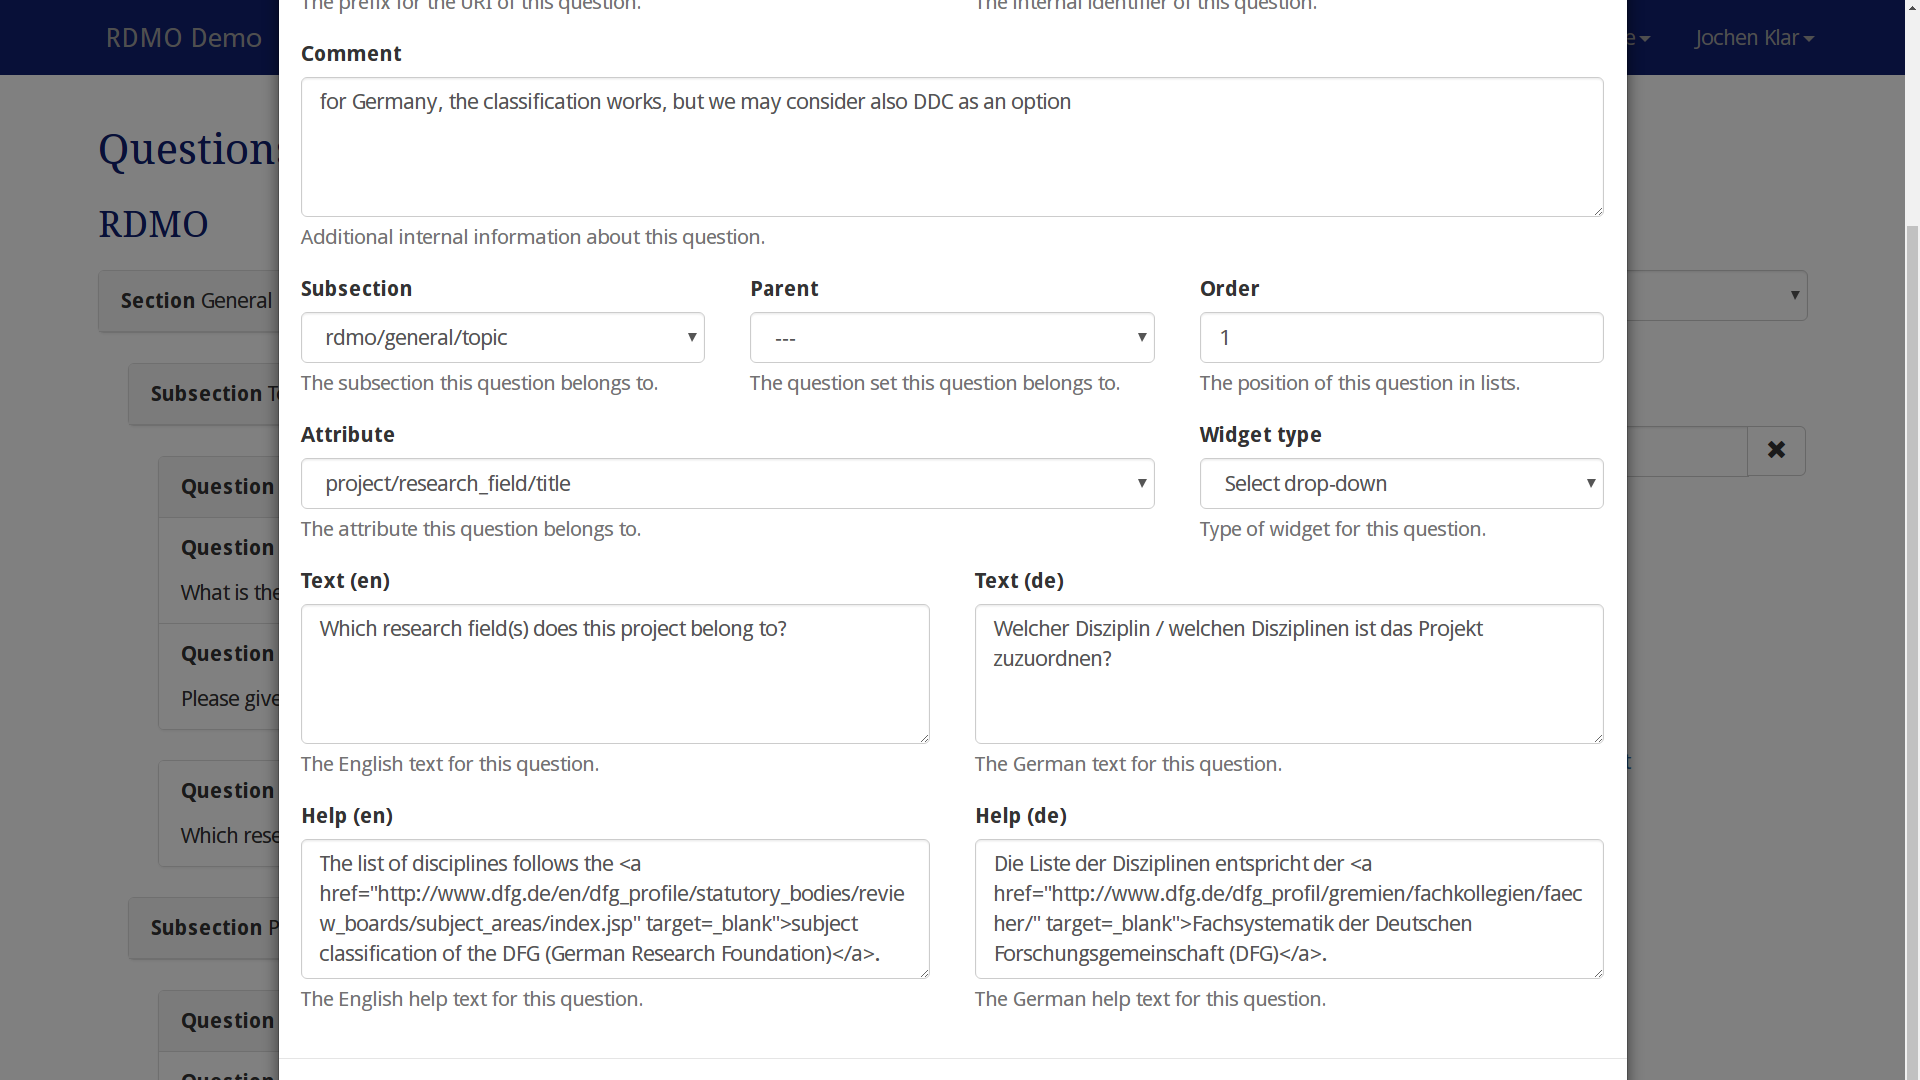 The prefix for the URI of this question.
The internal identifier of this question.
RDMO Demo
Jochen Klar
Comment
for Germany, the classification works, but we may consider also DDC as an option
Additional internal information about this question.
Questions
RDMO
Section General
Subsection
Parent
Order
rdmo/general/topic
---
1
The subsection this question belongs to.
The question set this question belongs to.
The position of this question in lists.
Subsection
Attribute
Widget type
project/research_field/title
Select drop-down
The attribute this question belongs to.
Type of widget for this question.
Question
Question
What is the
Question
Please give
Text (en)
Text (de)
Which research field(s) does this project belong to?
Welcher Disziplin / welchen Disziplinen ist das Projekt
zuzuordnen?
The English text for this question.
The German text for this question.
Question
Which rese
Help (en)
Help (de)
The list of disciplines follows the <a
href="http://www.dfg.de/en/dfg_profile/statutory_bodies/revie
w_boards/subject_areas/index.jsp" target=_blank">subject
classification of the DFG (German Research Foundation)</a>.
Die Liste der Disziplinen entspricht der <a
href="http://www.dfg.de/dfg_profil/gremien/fachkollegien/faec
her/" target=_blank">Fachsystematik der Deutschen
Forschungsgemeinschaft (DFG)</a>.
The English help text for this question.
The German help text for this question.
Subsection P
Question
Question